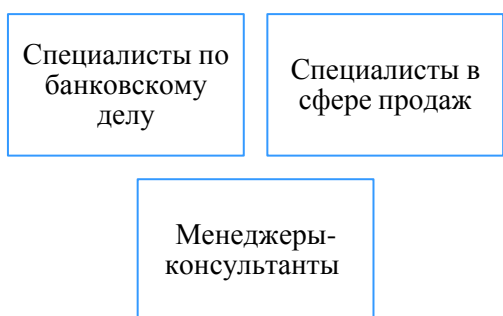 Специалисты по
банковскому
делу
Специалисты в
сфере продаж
Менеджеры-
консультанты